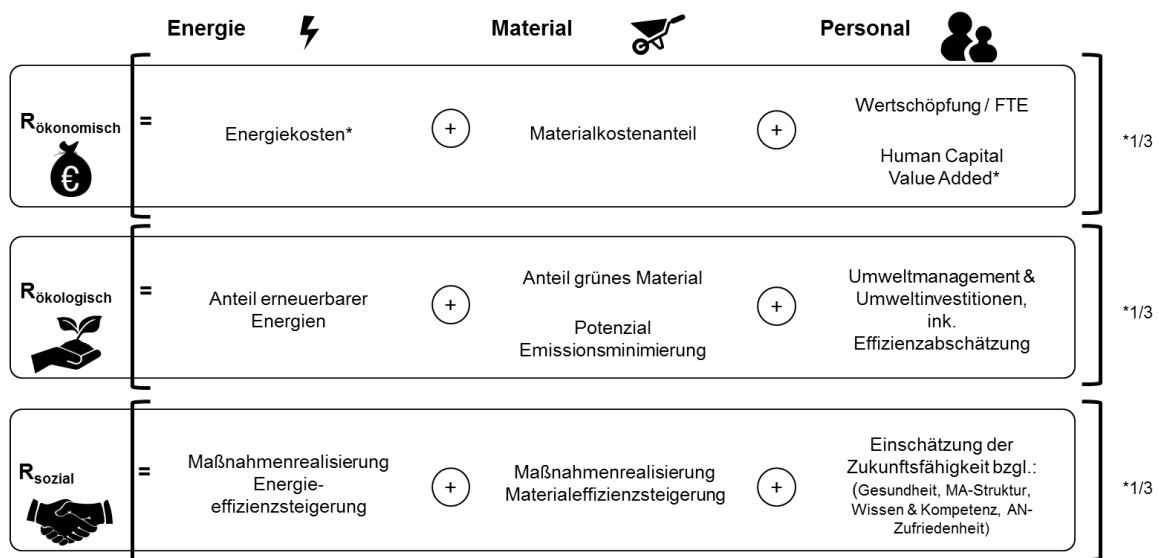 Energie
Material
Personal
Rökonomisch
=
Energiekosten*
+
Materialkostenanteil
+
Wertschöpfung / FTE
Human Capital
Value Added*
*1/3
€
Rökologisch
=
Anteil erneuerbarer
Energien
+
Anteil grünes Material
Potenzial
Emissionsminimierung
+
Umweltmanagement &
Umweltinvestitionen,
ink.
Effizienzabschätzung
*1/3
Rsozial
=
Maßnahmenrealisierung
Energie-
effizienzsteigerung
+
Maßnahmenrealisierung
Materialeffizienzsteigerung
+
Einschätzung der
Zukunftsfähigkeit bzgl.:
(Gesundheit, MA-Struktur,
Wissen & Kompetenz, AN-
Zufriedenheit)
*1/3